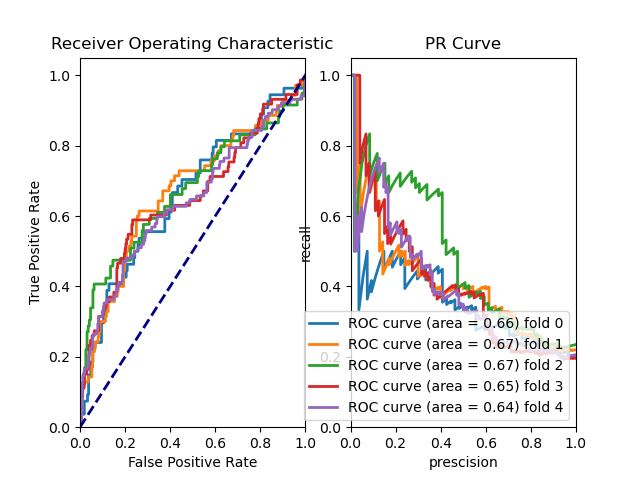 Receiver Operating Characteristic
True Positive Rate
1.0
0.8
0.6
0.4
0.2
0.0
0.0 0.2 0.4 0.6 0.8 1.0
False Positive Rate
PR Curve
recall
1.0
0.8
0.6
0.4
0.2
0.0
0.0 0.2 0.4 0.6 0.8 1.0
prescision
ROC curve (area = 0.66) fold 0
ROC curve (area = 0.67) fold 1
ROC curve (area = 0.67) fold 2
ROC curve (area = 0.65) fold 3
ROC curve (area = 0.64) fold 4